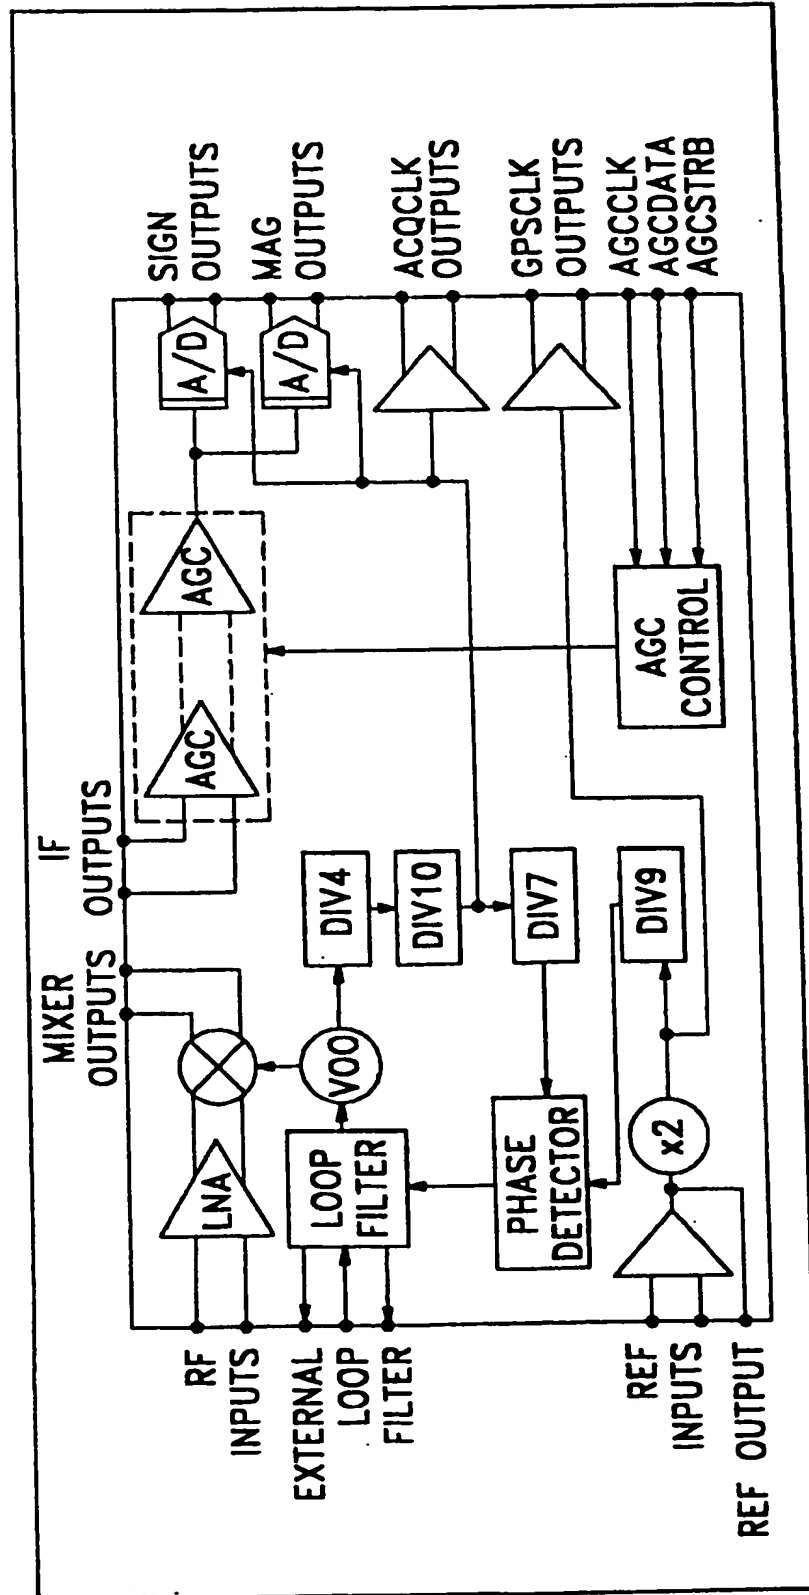 MIXER
OUTPUTS
IF
OUTPUTS
RF
INPUTS
LNA
AGC
AGC
A/D
SIGN
OUTPUTS
A/D
MAG
OUTPUTS
EXTERNAL
LOOP
FILTER
LOOP
FILTER
VOO
DIV4
DIV10
DIV7
ACQCLK
OUTPUTS
PHASE
DETECTOR
GPSCLK
OUTPUTS
REF
INPUTS
REF OUTPUT
x2
DIV9
AGC
CONTROL
AGCCLK
AGCDATA
AGCSTRB